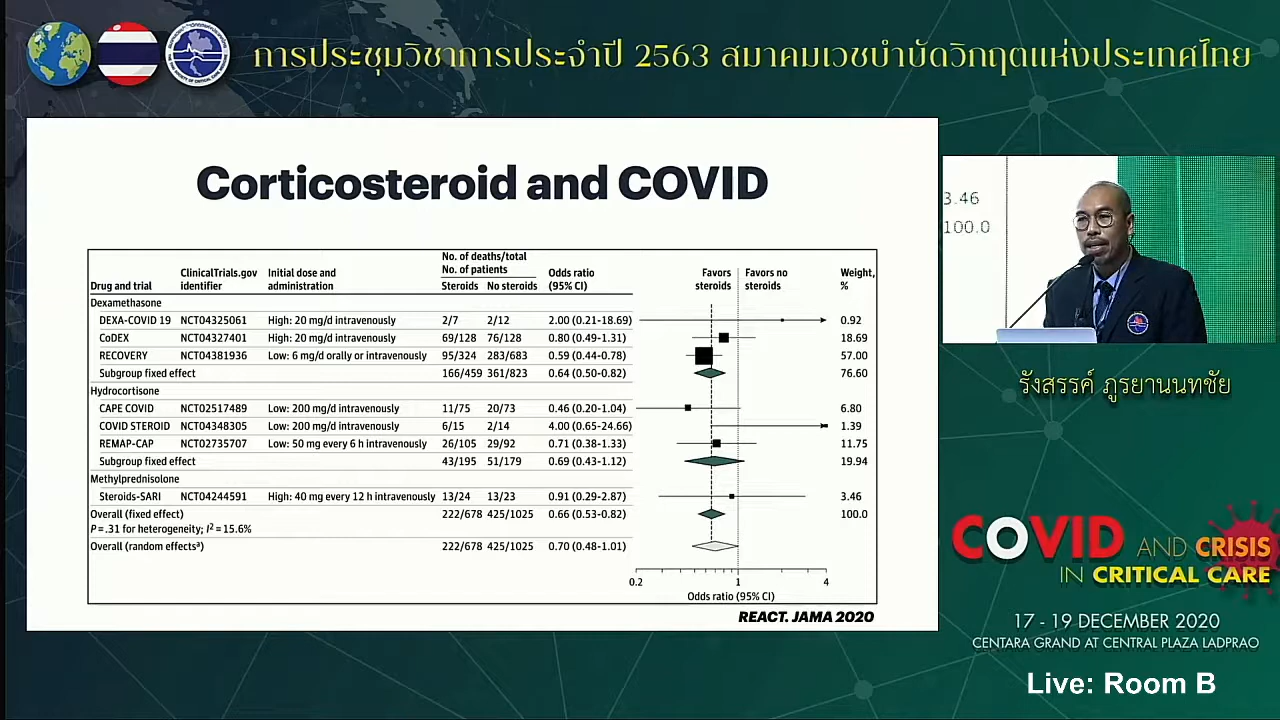 การประชุมวิชาการประจำปี 2563 สมาคมเวชบำบัดวิกฤตแห่งประเทศไทย
Corticosteroid and COVID
No. of deaths/total
No. of patients
Drug and trial ClinicalTrials.gov identifier Initial dose and administration Steroids No steroids Odds ratio (95% CI) Favors steroids Favors no steroids Weight, %
Dexamethasone
DEXA-COVID 19 NCT04325061 High: 20 mg/d intravenously 2/7 2/12 2.00 (0.21-18.69) 0.92
CoDEX NCT04327401 High: 20 mg/d intravenously 69/128 76/128 0.80 (0.49-1.31) 18.69
RECOVERY NCT04381936 Low: 6 mg/d orally or intravenously 95/324 283/683 0.59 (0.44-0.78) 57.00
Subgroup fixed effect 166/459 361/823 0.64 (0.50-0.82) 76.60
Hydrocortisone
CAPE COVID NCT02517489 Low: 200 mg/d intravenously 11/75 20/73 0.46 (0.20-1.04) 6.80
COVID STEROID NCT04348305 Low: 200 mg/d intravenously 6/15 2/14 4.00 (0.65-24.66) 1.39
REMAP-CAP NCT02735707 Low: 50 mg every 6 h intravenously 26/105 29/92 0.71 (0.38-1.33) 11.75
Subgroup fixed effect 43/195 51/179 0.69 (0.43-1.12) 19.94
Methylprednisolone
Steroids-SARI NCT04244591 High: 40 mg every 12 h intravenously 13/24 13/23 0.91 (0.29-2.87) 3.46
Overall (fixed effect) 222/678 425/1025 0.66 (0.53-0.82) 100.0
P = .31 for heterogeneity; I² = 15.6%
Overall (random effectsᵃ) 222/678 425/1025 0.70 (0.48-1.01)
0.2 1 4
Odds ratio (95% CI)
REACT. JAMA 2020
3.46
100.0
รังสรรค์ ภูรยานนทชัย
COVID AND CRISIS
IN CRITICAL CARE
17 - 19 DECEMBER 2020
CENTARA GRAND AT CENTRAL PLAZA LADPRAO
Live: Room B